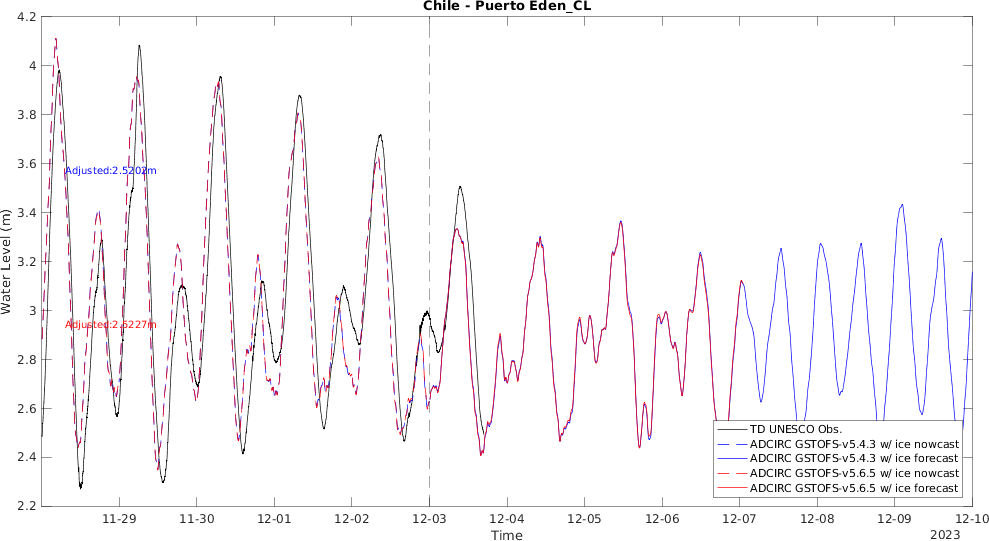 Chile - Puerto Eden_CL
4.2
4
3.8
3.6
3.4
3.2
3
2.8
2.6
2.4
2.2
Water Level (m)
Adjusted:2.5202m
Adjusted:2.5227m
TD UNESCO Obs.
ADCIRC GSTOFS-v5.4.3 w/ ice nowcast
ADCIRC GSTOFS-v5.4.3 w/ ice forecast
ADCIRC GSTOFS-v5.6.5 w/ ice nowcast
ADCIRC GSTOFS-v5.6.5 w/ ice forecast
11-29 11-30 12-01 12-02 12-03 12-04 12-05 12-06 12-07 12-08 12-09 12-10
Time
2023